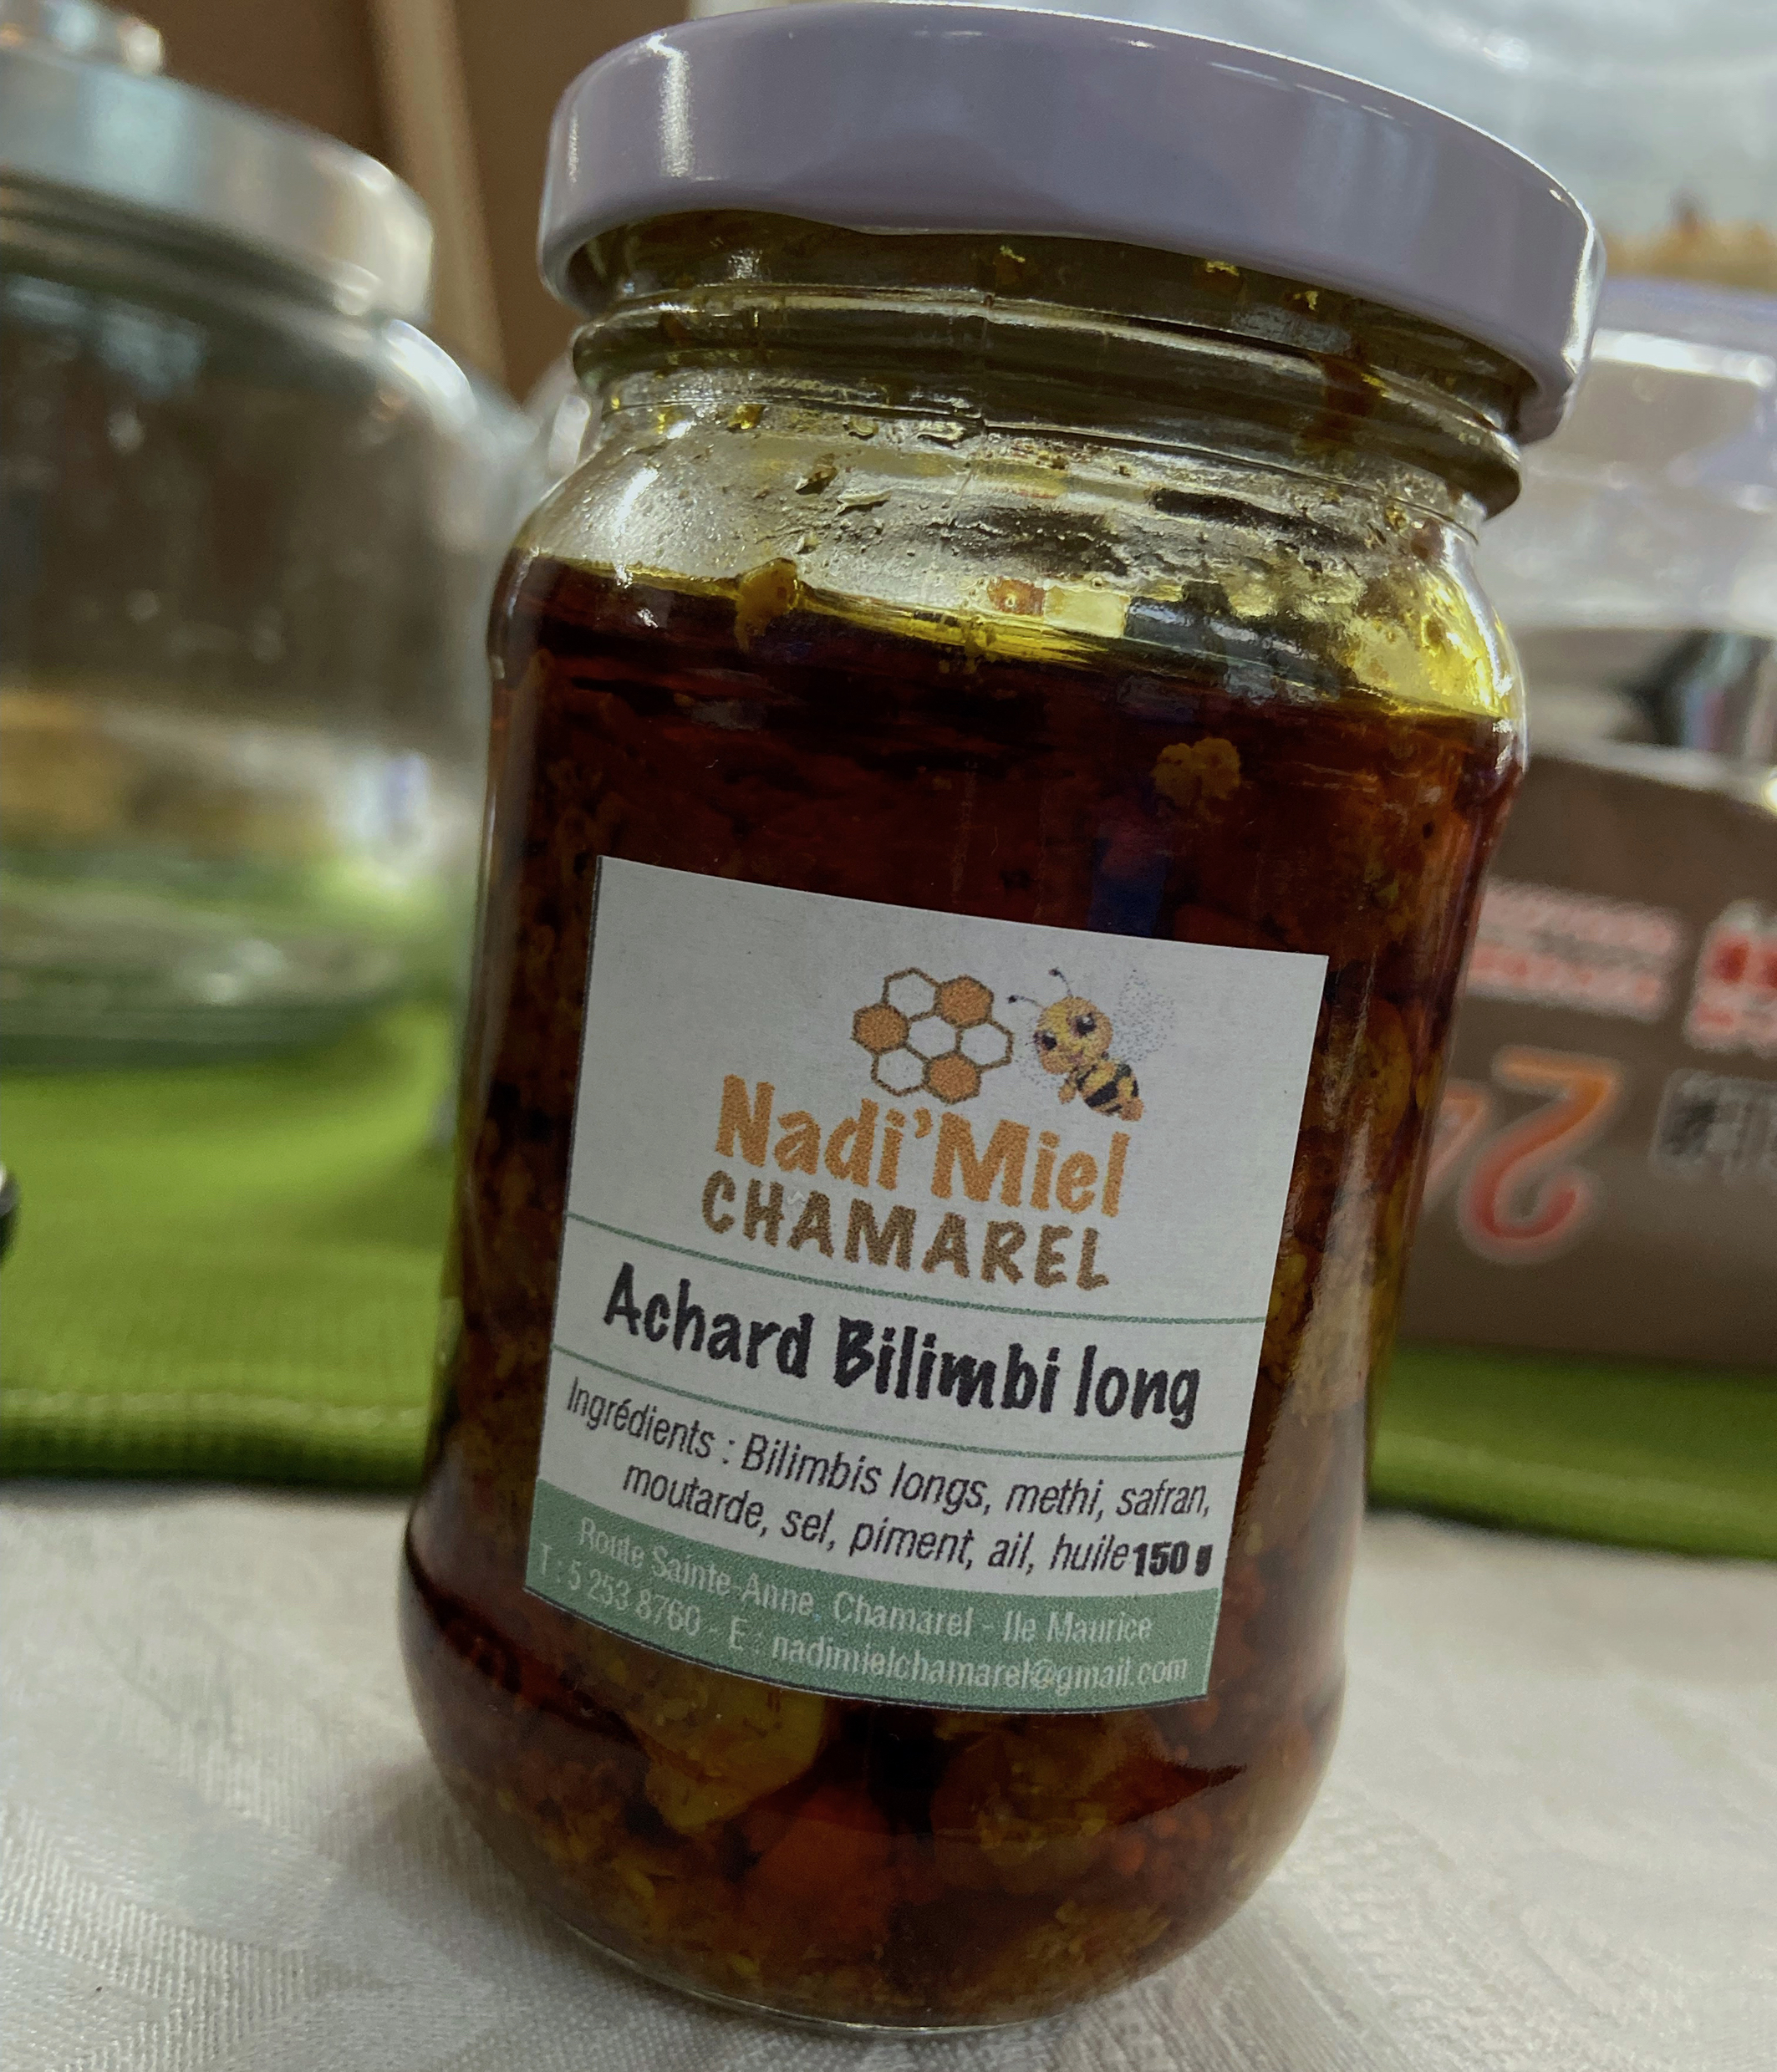 Nadi'Miel
CHAMAREL
Achard Bilimbi long
Ingrédients : Bilimbis longs, methi, safran,
moutarde, sel, piment, ail, huile 150 g
Route Sainte-Anne, Chamarel - Ile Maurice
T : 5 253 8760 - E : nadimielchamarel@gmail.com